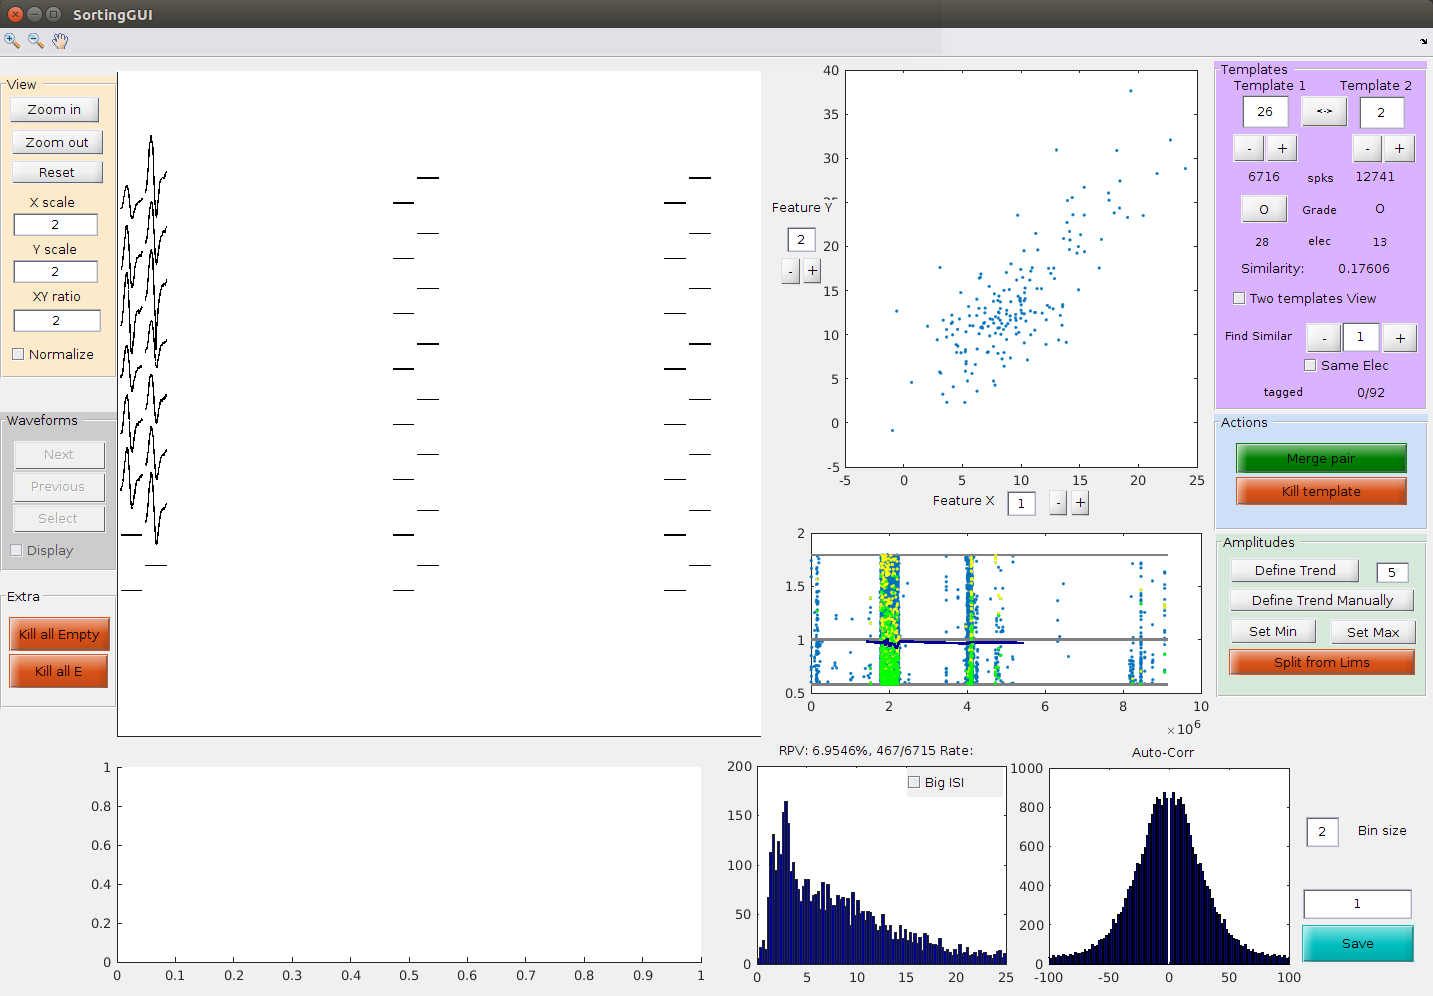 SortingGUI
View
Zoom in
Zoom out
Reset
X scale
2
Y scale
2
XY ratio
2
Normalize
Waveforms
Next
Previous
Select
Display
Extra
Kill all Empty
Kill all E
40
35
30
25
20
15
10
5
0
-5
-5 0 5 10 15 20 25
Feature Y
2
- +
Feature X 1 - +
2
1.5
1
0.5
0 2 4 6 8 10
×10^6
Templates
Template 1 Template 2
26 <-> 2
- + - +
6716 spks 12741
O Grade O
28 elec 13
Similarity: 0.17606
Two templates View
Find Similar - 1 +
Same Elec
tagged 0/92
Actions
Merge pair
Kill template
Amplitudes
Define Trend 5
Define Trend Manually
Set Min Set Max
Split from Lims
1
0.8
0.6
0.4
0.2
0
0 0.1 0.2 0.3 0.4 0.5 0.6 0.7 0.8 0.9 1
RPV: 6.9546%, 467/6715 Rate:
Big ISI
200
150
100
50
0
0 5 10 15 20 25
Auto-Corr
1000
800
600
400
200
0
-100 -50 0 50 100
2 Bin size
1
Save